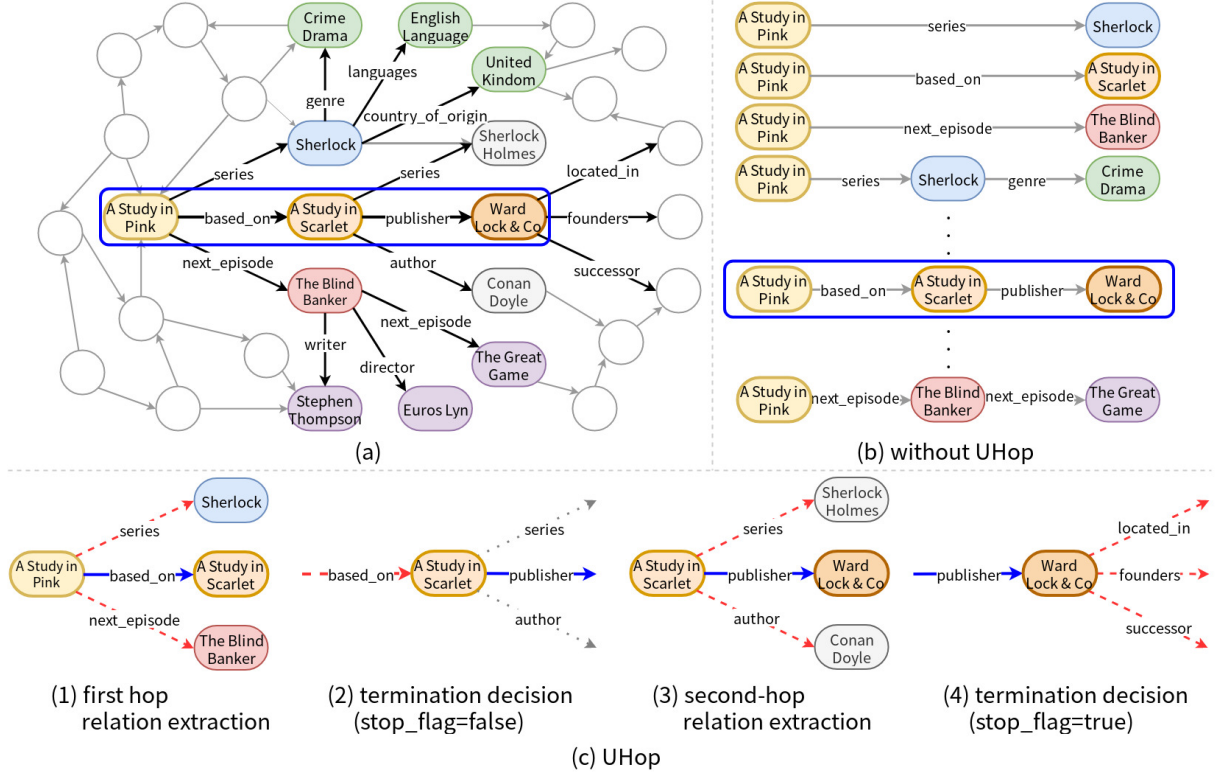 Crime
Drama
English
Language
United
Kindom
languages
genre
country_of_origin
Sherlock
Sherlock
Holmes
series
series
located_in
A Study in
Pink
based_on
A Study in
Scarlet
publisher
Ward
Lock & Co
founders
next_episode
author
successor
The Blind
Banker
Conan
Doyle
next_episode
writer
director
The Great
Game
Stephen
Thompson
Euros Lyn
(a)
A Study in
Pink
series
Sherlock
A Study in
Pink
based_on
A Study in
Scarlet
A Study in
Pink
next_episode
The Blind
Banker
A Study in
Pink
series
Sherlock
genre
Crime
Drama
A Study in
Pink
based_on
A Study in
Scarlet
publisher
Ward
Lock & Co
A Study in
Pink
next_episode
The Blind
Banker
next_episode
The Great
Game
(b) without UHop
Sherlock
series
A Study in
Pink
based_on
A Study in
Scarlet
next_episode
The Blind
Banker
(1) first hop
relation extraction
series
based_on
A Study in
Scarlet
publisher
author
(2) termination decision
(stop_flag=false)
Sherlock
Holmes
series
A Study in
Scarlet
publisher
Ward
Lock & Co
author
Conan
Doyle
(3) second-hop
relation extraction
located_in
publisher
Ward
Lock & Co
founders
successor
(4) termination decision
(stop_flag=true)
(c) UHop